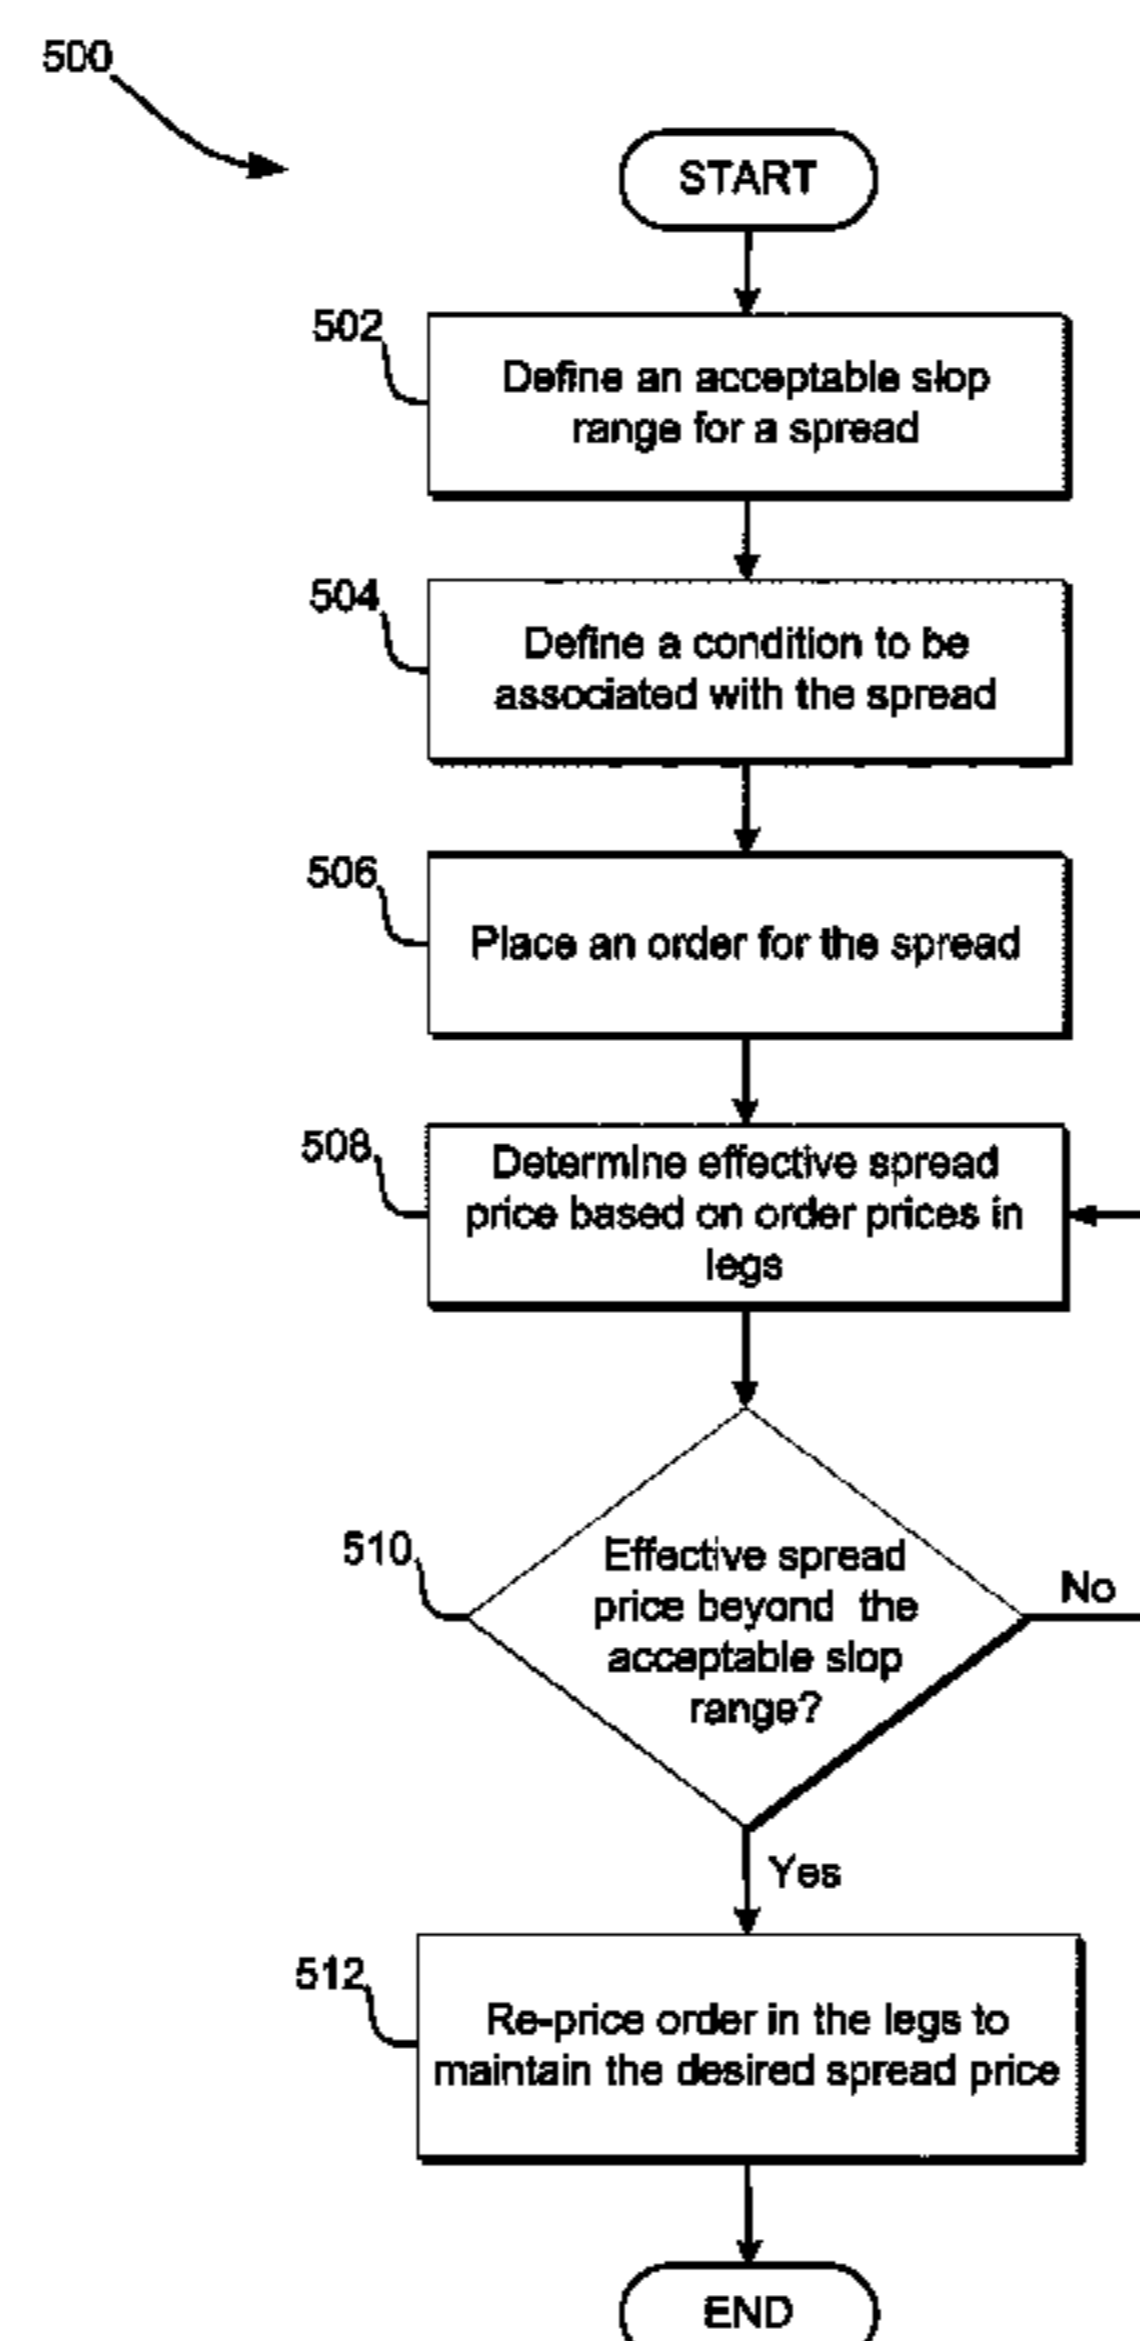 500
START
502
Define an acceptable slop
range for a spread
504
Define a condition to be
associated with the spread
506
Place an order for the spread
508
Determine effective spread
price based on order prices in
legs
510
Effective spread
price beyond the
acceptable slop
range?
No
Yes
512
Re-price order in the legs to
maintain the desired spread price
END